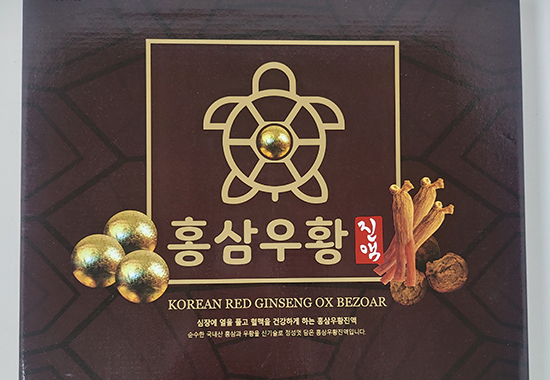 홍삼우황 진액
KOREAN RED GINSENG OX BEZOAR
심장에 열을 풀고 혈맥을 건강하게 하는 홍삼우황진액
순수한 국내산 홍삼과 우황을 신기술로 정성껏 담은 홍삼우황진액입니다.